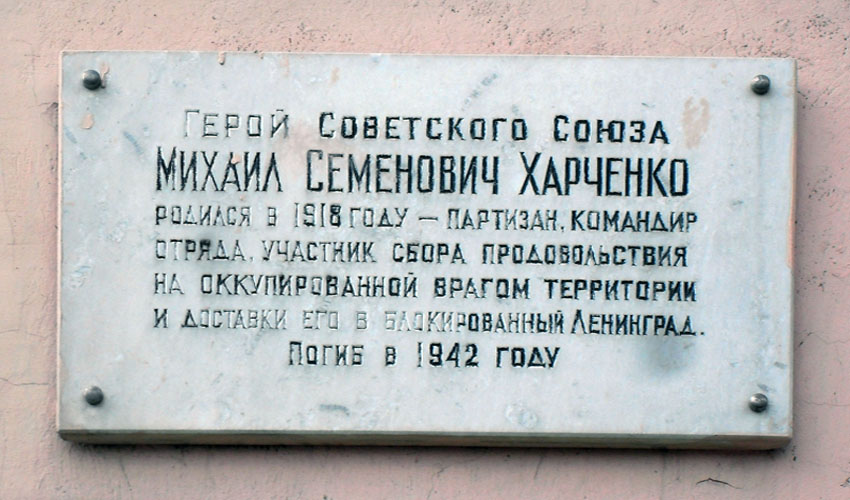 Герой Советского Союза
Михаил Семенович Харченко
родился в 1918 году — партизан, командир
отряда, участник сбора продовольствия
на оккупированной врагом территории
и доставки его в блокированный Ленинград.
Погиб в 1942 году